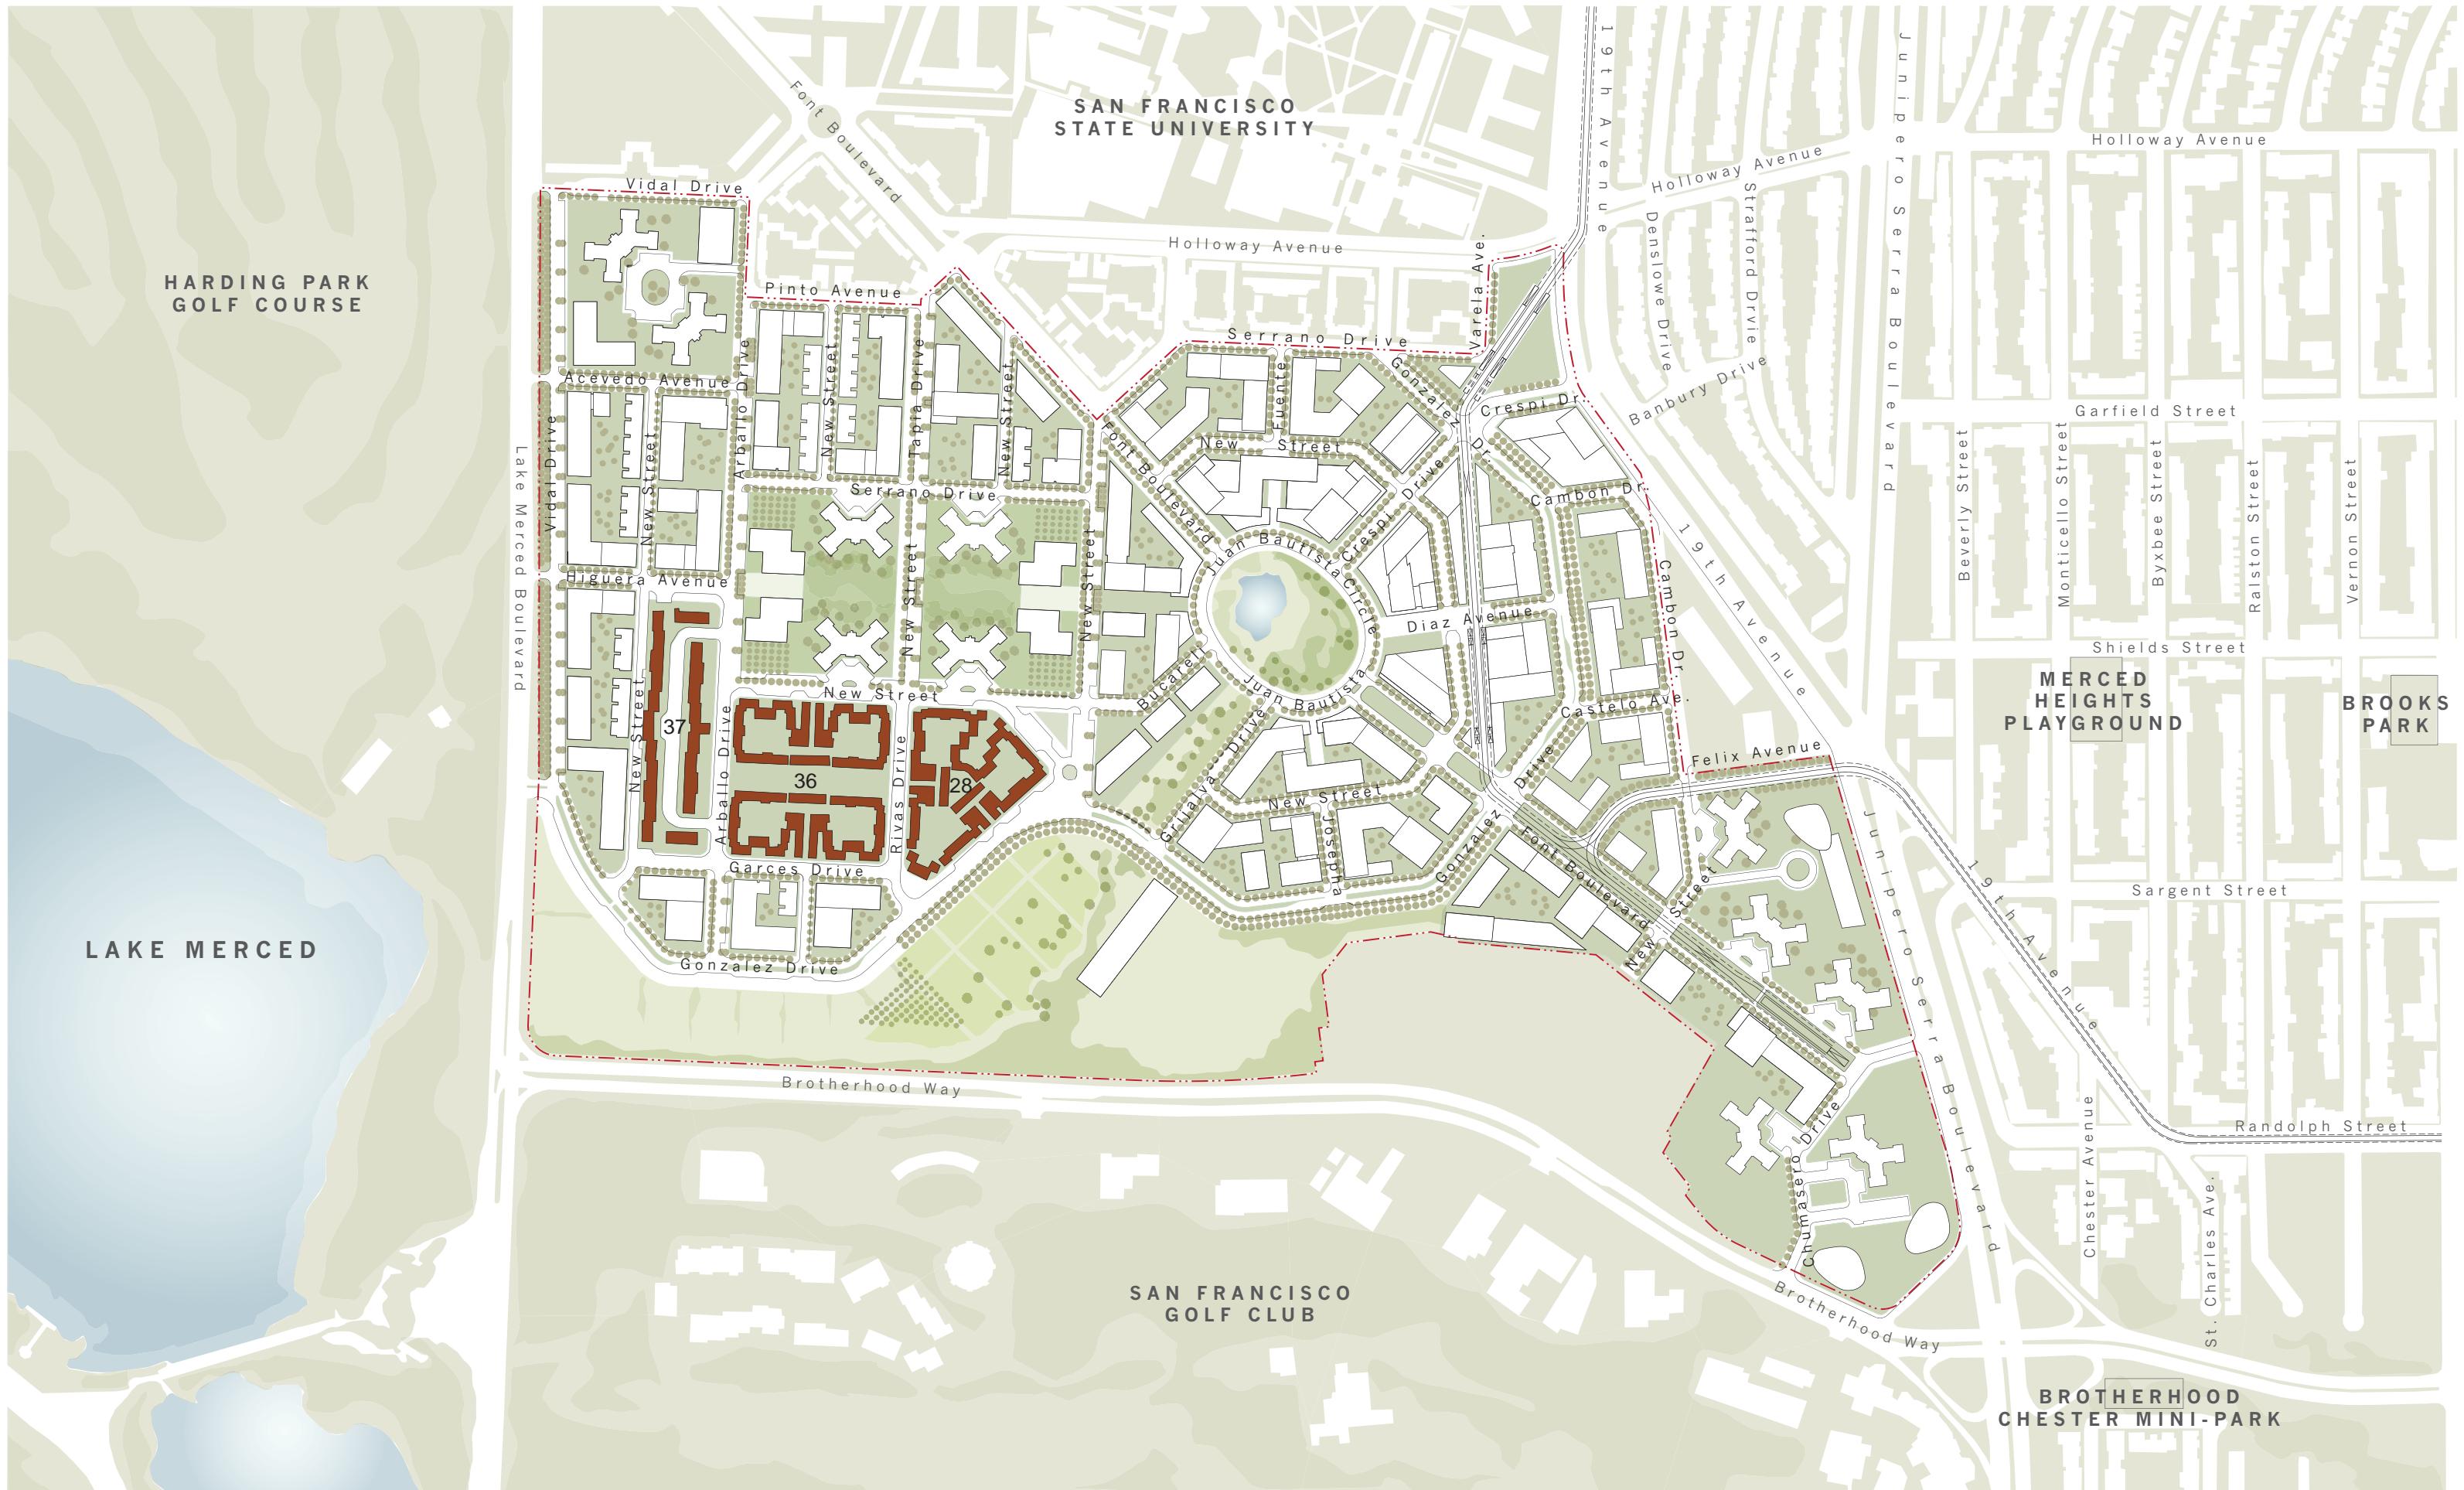 SAN FRANCISCO
STATE UNIVERSITY
Font Boulevard
19th Avenue
Junipero Serra Boulevard
Holloway Avenue
Holloway Avenue
Holloway Avenue
Vidal Drive
Strafford Drvie
Denslowe Drive
Varela Ave.
HARDING PARK
GOLF COURSE
Pinto Avenue
Serrano Drive
Gonzalez
Dr.
Banbury Drive
Crespi Dr.
Garfield Street
Acevedo Avenue
Arballo Drive
New Street
Tapia Drive
New Street
Fuente
New Street
Font Boulevard
Crespi Drive
Cambon Dr.
Vidal Drive
New Street
Serrano Drive
Lake Merced Boulevard
Beverly Street
Monticello Street
Byxbee Street
Ralston Street
Vernon Street
19th Avenue
Juan Bautista Circle
Cambon Dr.
Higuera Avenue
New Street
New Street
Diaz Avenue
Shields Street
MERCED
HEIGHTS
PLAYGROUND
BROOKS
PARK
Bucareli
Juan Bautista
New Street
Castelo Ave.
37
New Street
Arballo Drive
36
Rivas Drive
28
Grijalva Drive
New Street
Josepha
Gonzalez Drive
Felix Avenue
Font Boulevard
New Street
Junipero Serra Boulevard
19th Avenue
Garces Drive
Sargent Street
LAKE MERCED
Gonzalez Drive
Brotherhood Way
Chumasero Drive
Randolph Street
Chester Avenue
St. Charles Ave.
SAN FRANCISCO
GOLF CLUB
Brotherhood Way
BROTHERHOOD
CHESTER MINI-PARK